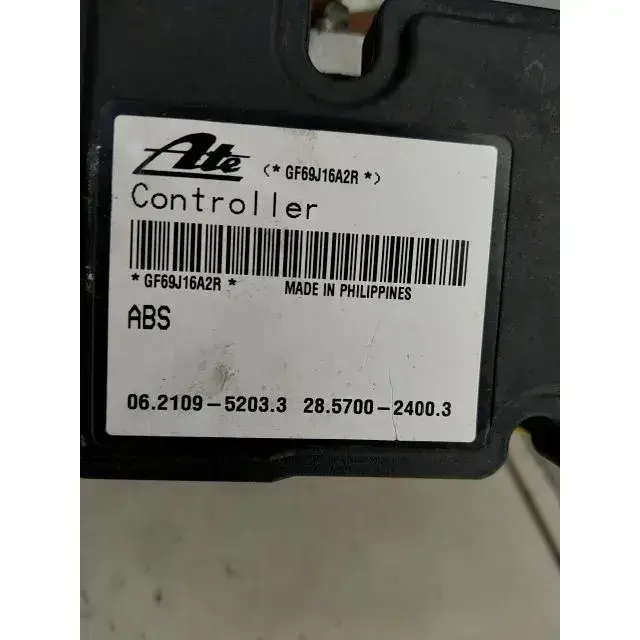 Ate (* GF69J16A2R *)
Controller
* GF69J16A2R * MADE IN PHILIPPINES
ABS
06.2109-5203.3 28.5700-2400.3